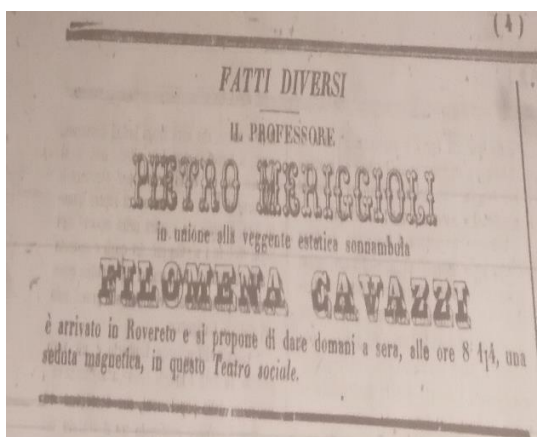 (4)
FATTI DIVERSI
IL PROFESSORE
PIETRO MERIGGIOLI
in unione alla veggente estatica sonnambula
FILOMENA CAVAZZI
è arrivato in Rovereto e si propone di dare domani a sera, alle ore 8 1/4, una
seduta magnetica, in questo Teatro sociale.